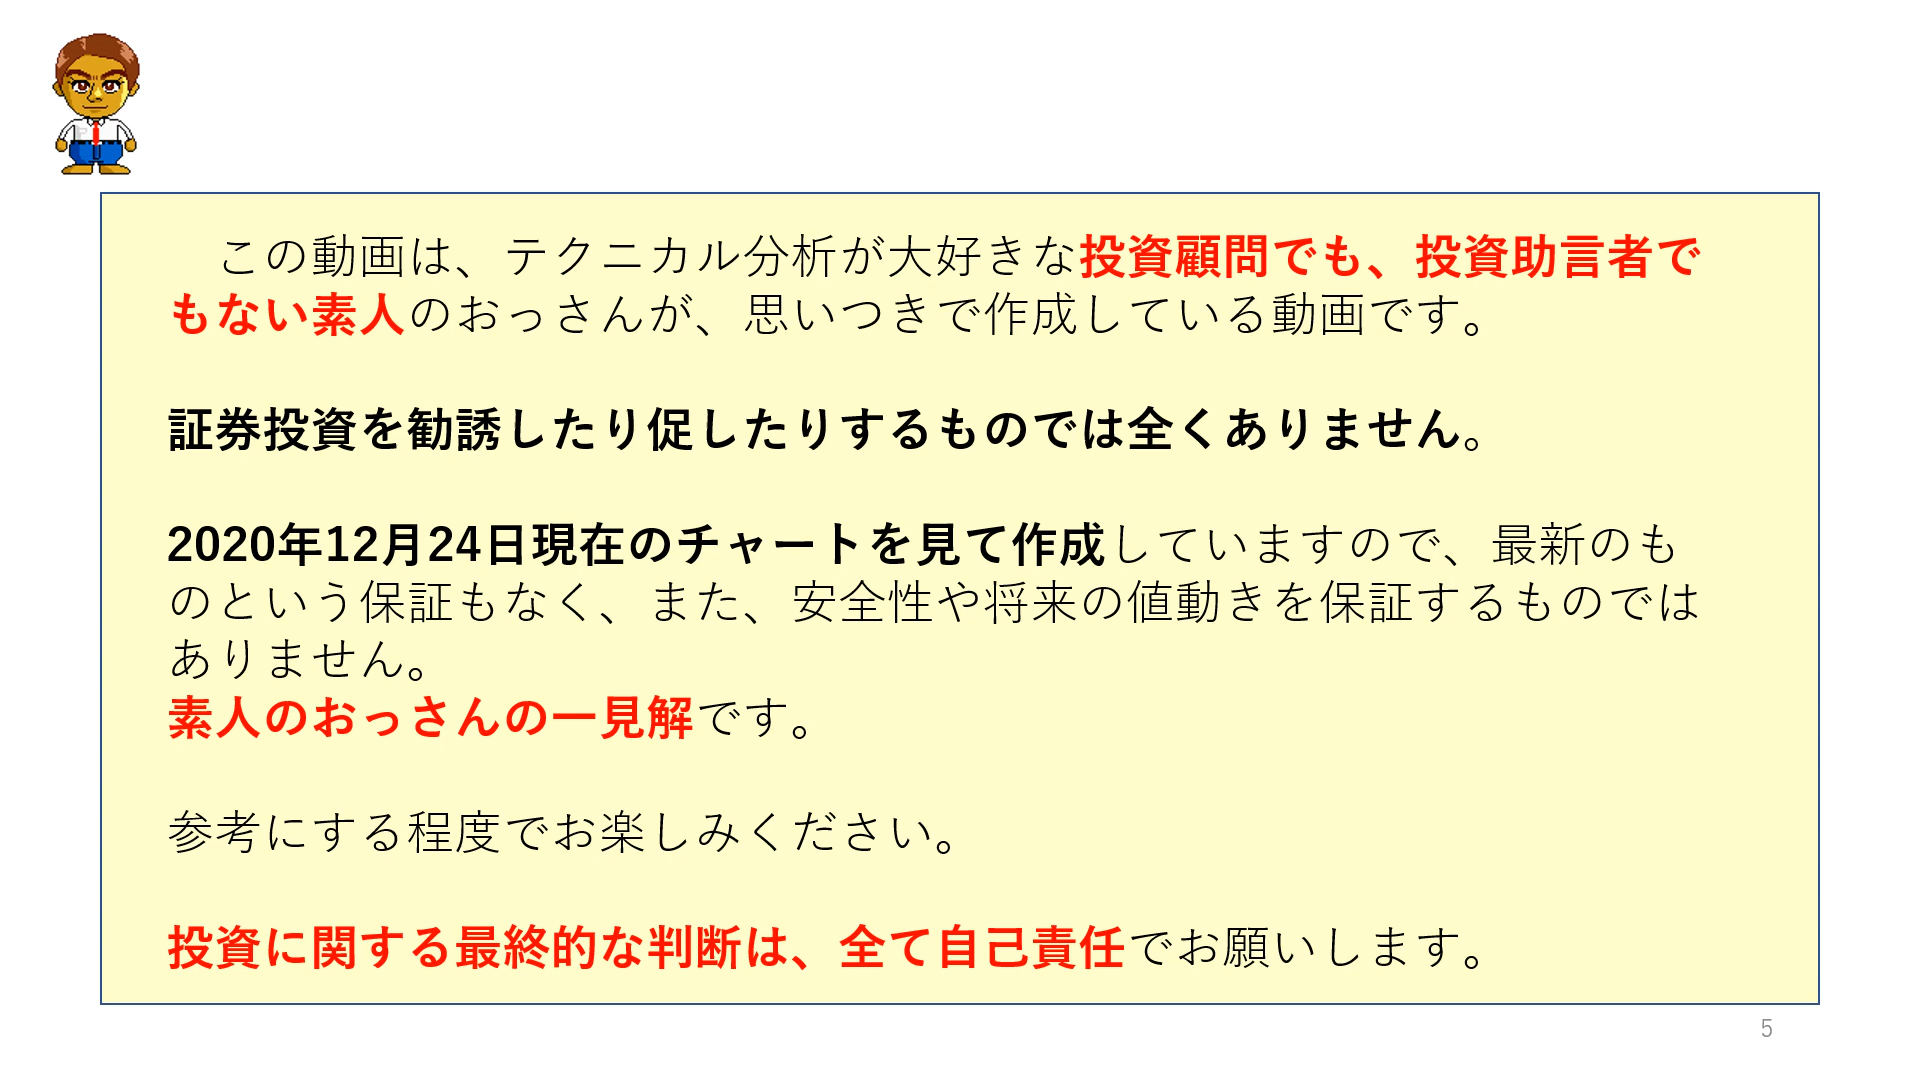 この動画は、テクニカル分析が大好きな投資顧問でも、投資助言者で
もない素人のおっさんが、思いつきで作成している動画です。
証券投資を勧誘したり促したりするものでは全くありません。
2020年12月24日現在のチャートを見て作成していますので、最新のも
のという保証もなく、また、安全性や将来の値動きを保証するものでは
ありません。
素人のおっさんの一見解です。
参考にする程度でお楽しみください。
投資に関する最終的な判断は、全て自己責任でお願いします。
5